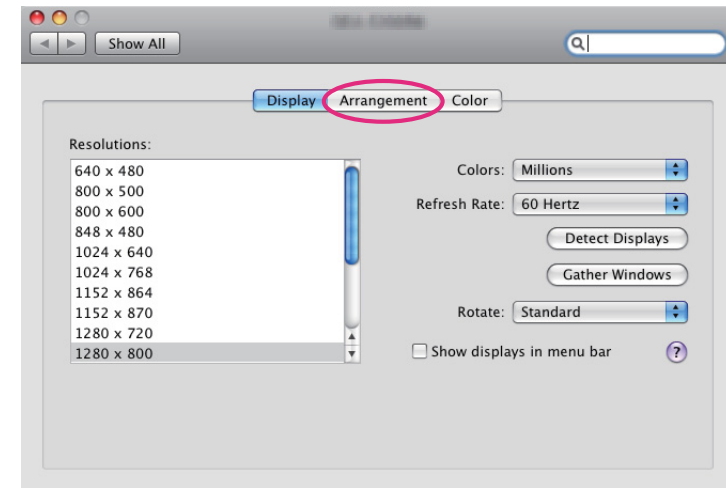 Show All
Display Arrangement Color
Resolutions:
640 x 480
800 x 500
800 x 600
848 x 480
1024 x 640
1024 x 768
1152 x 864
1152 x 870
1280 x 720
1280 x 800
Colors: Millions
Refresh Rate: 60 Hertz
Detect Displays
Gather Windows
Rotate: Standard
Show displays in menu bar ?